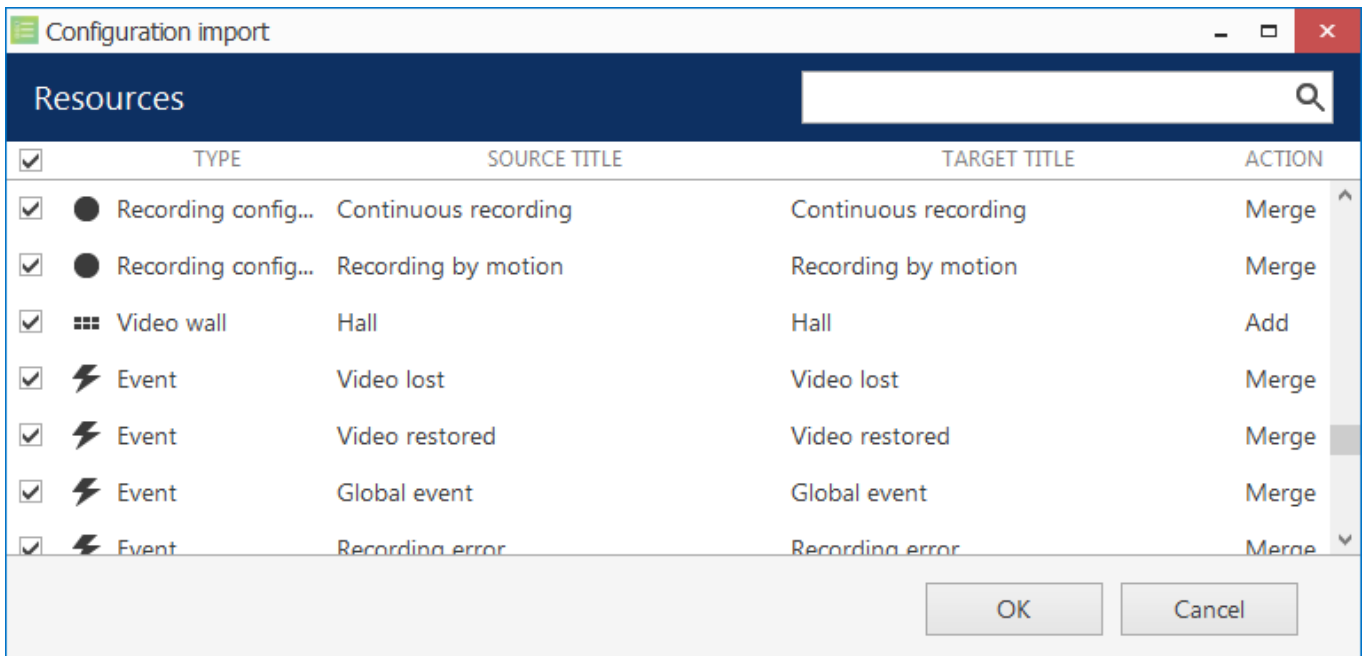 Configuration import
Resources
TYPE SOURCE TITLE TARGET TITLE ACTION
Recording config... Continuous recording Continuous recording Merge
Recording config... Recording by motion Recording by motion Merge
Video wall Hall Hall Add
Event Video lost Video lost Merge
Event Video restored Video restored Merge
Event Global event Global event Merge
Event Recording error Recording error Merge
OK Cancel